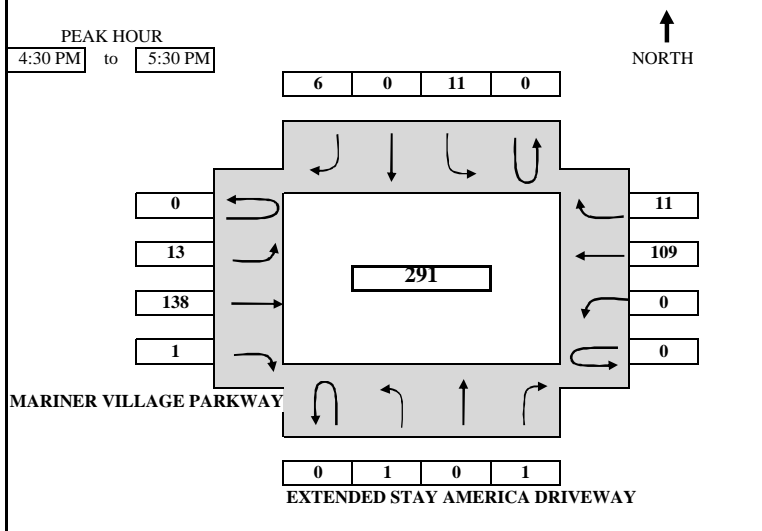 PEAK HOUR
4:30 PM to 5:30 PM
NORTH
6 0 11 0
0 11
13 109
291
138 0
1 0
MARINER VILLAGE PARKWAY
0 1 0 1
EXTENDED STAY AMERICA DRIVEWAY